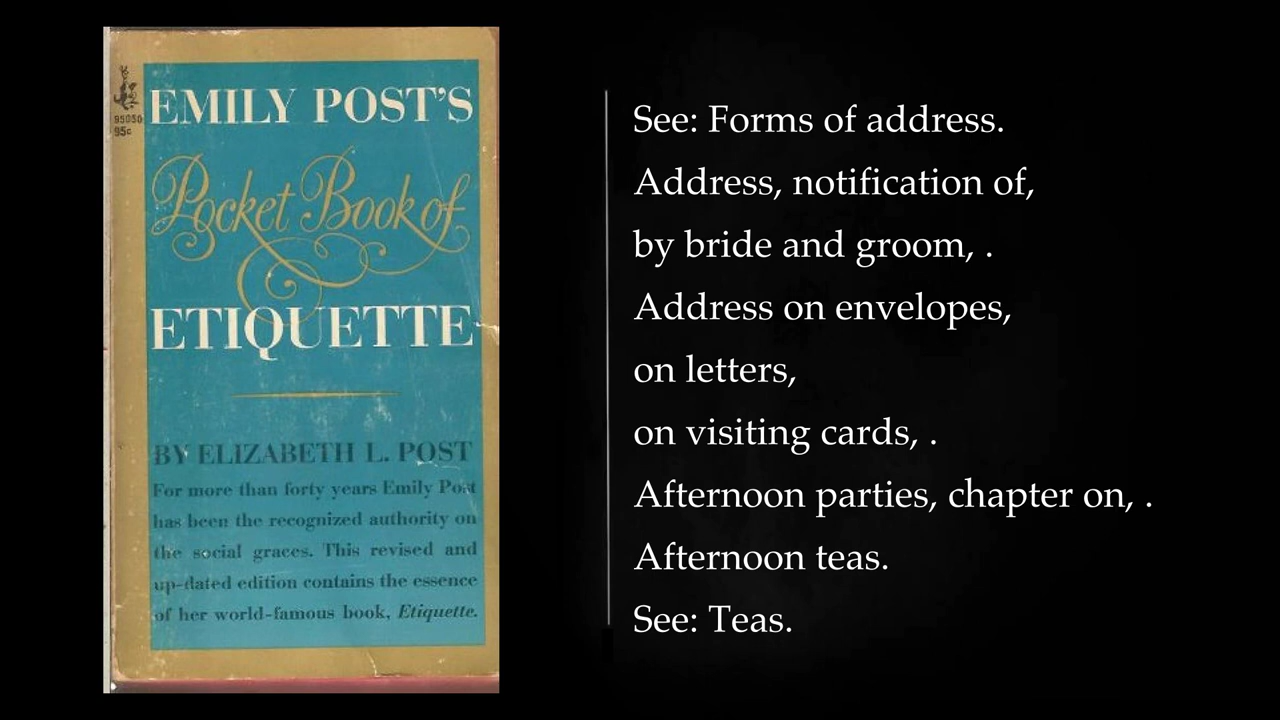 95050
95c
EMILY POST'S
Pocket Book of
ETIQUETTE
BY ELIZABETH L. POST
For more than forty years Emily Post
has been the recognized authority on
the social graces. This revised and
up-dated edition contains the essence
of her world-famous book, Etiquette.
See: Forms of address.
Address, notification of,
by bride and groom, .
Address on envelopes,
on letters,
on visiting cards, .
Afternoon parties, chapter on, .
Afternoon teas.
See: Teas.